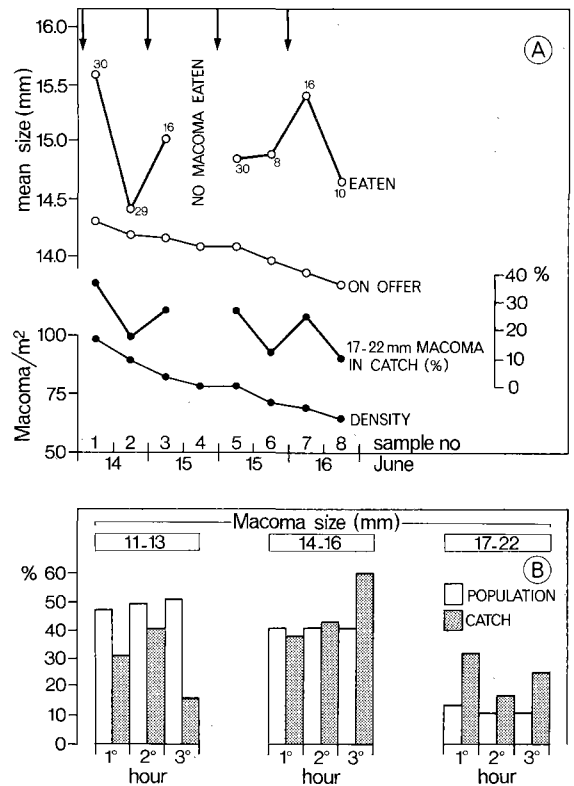 16.0
A
mean size (mm)
30
15.5
16
16
NO MACOMA EATEN
15.0
30
8
EATEN
14.5
29
10
14.0
ON OFFER
40 %
30
20
10
0
17-22 mm MACOMA
IN CATCH (%)
Macoma/m²
100
75
50
DENSITY
1 2 3 4 5 6 7 8 sample no
14 15 15 16 June
Macoma size (mm)
11-13 14-16 17-22
B
% 60
50
40
30
20
10
0
POPULATION
CATCH
1° 2° 3° 1° 2° 3° 1° 2° 3°
hour hour hour